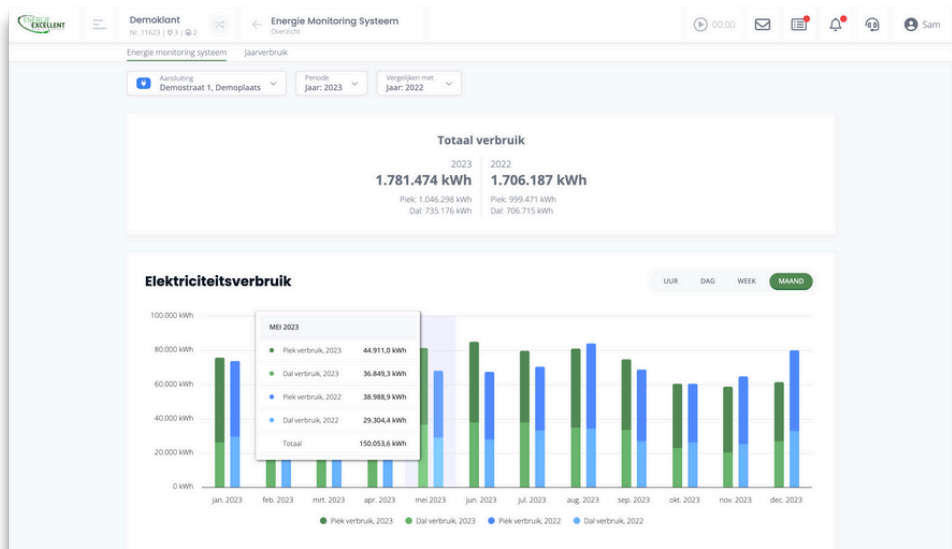 ENERGIE
EXCELLENT
Demoklant
Nr. 11623 | 3 | 2
Energie Monitoring Systeem
Overzicht
00:00
Sam
Energie monitoring systeem
Jaarverbruik
Aansluiting
Demostraat 1, Demoplaats
Periode
Jaar: 2023
Vergelijken met
Jaar: 2022
Totaal verbruik
2023
2022
1.781.474 kWh
1.706.187 kWh
Piek: 1.046.298 kWh
Piek: 999.471 kWh
Dal: 735.176 kWh
Dal: 706.715 kWh
Elektriciteitsverbruik
UUR DAG WEEK MAAND
100.000 kWh
80.000 kWh
60.000 kWh
40.000 kWh
20.000 kWh
0 kWh
MEI 2023
Piek verbruik, 2023 44.911,0 kWh
Dal verbruik, 2023 36.849,3 kWh
Piek verbruik, 2022 38.988,9 kWh
Dal verbruik, 2022 29.304,4 kWh
Totaal 150.053,6 kWh
jan. 2023 feb. 2023 mrt. 2023 apr. 2023 mei 2023 jun. 2023 jul. 2023 aug. 2023 sep. 2023 okt. 2023 nov. 2023 dec. 2023
Piek verbruik, 2023 Dal verbruik, 2023 Piek verbruik, 2022 Dal verbruik, 2022